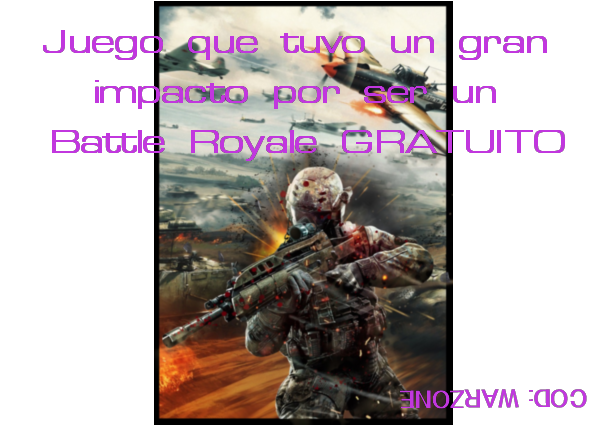 Juego que tuvo un gran
impacto por ser un
Battle Royale GRATUITO
COD: WARZONE